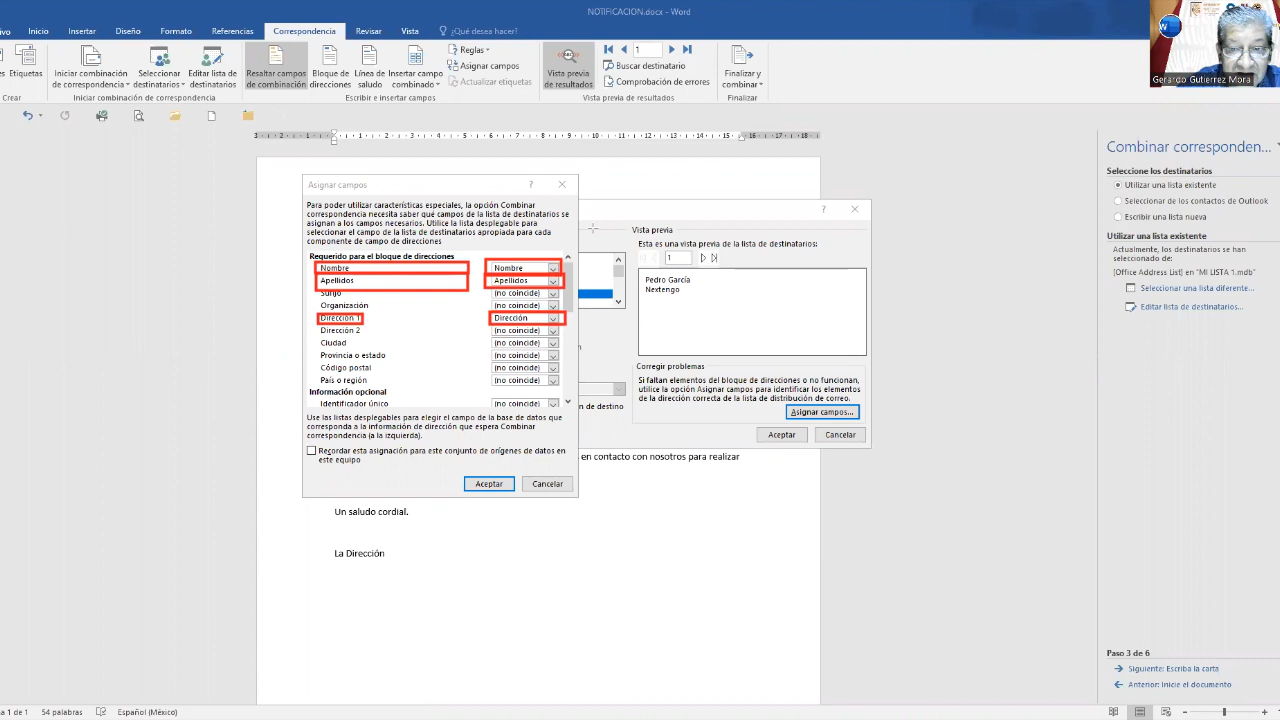 NOTIFICACION.docx - Word
Inicio Insertar Diseño Formato Referencias Correspondencia Revisar Vista ¿Qué desea hacer?
Etiquetas
Iniciar combinación de correspondencia
Seleccionar destinatarios
Editar lista de destinatarios
Resaltar campos de combinación
Bloque de direcciones
Línea de saludo
Insertar campo combinado
Reglas
Asignar campos
Actualizar etiquetas
Vista previa de resultados
1
Buscar destinatario
Comprobación de errores
Finalizar y combinar
Crear
Iniciar combinación de correspondencia
Escribir e insertar campos
Vista previa de resultados
Finalizar
Gerardo Gutierrez Mora
Asignar campos
Para poder utilizar características especiales, la opción Combinar
correspondencia necesita saber qué campos de la lista de destinatarios se
asignan a los campos necesarios. Utilice la lista desplegable para
seleccionar el campo de la lista de destinatarios apropiada para cada
componente de campo de direcciones
Requerido para el bloque de direcciones
Nombre Nombre
Apellidos Apellidos
Sufijo (no coincide)
Organización (no coincide)
Dirección 1 Dirección
Dirección 2 (no coincide)
Ciudad (no coincide)
Provincia o estado (no coincide)
Código postal (no coincide)
País o región (no coincide)
Información opcional
Identificador único (no coincide)
Use las listas desplegables para elegir el campo de la base de datos que
corresponda a la información de dirección que espera Combinar
correspondencia (a la izquierda).
Recordar esta asignación para este conjunto de orígenes de datos en
este equipo
Aceptar Cancelar
Vista previa
Esta es una vista previa de la lista de destinatarios:
1
Pedro García
Nextengo
Corregir problemas
Si faltan elementos del bloque de direcciones o no funcionan,
utilice la opción Asignar campos para identificar los elementos
de la dirección correcta de la lista de distribución de correo.
Asignar campos...
ón de destino
Aceptar Cancelar
en contacto con nosotros para realizar
Un saludo cordial.
La Dirección
Combinar corresponden...
Seleccione los destinatarios
Utilizar una lista existente
Seleccionar de los contactos de Outlook
Escribir una lista nueva
Utilizar una lista existente
Actualmente, los destinatarios se han
seleccionado de:
[Office Address List] en "MI LISTA 1.mdb"
Seleccionar una lista diferente...
Editar lista de destinatarios...
Paso 3 de 6
Siguiente: Escriba la carta
Anterior: Inicie el documento
na 1 de 1 54 palabras Español (México)